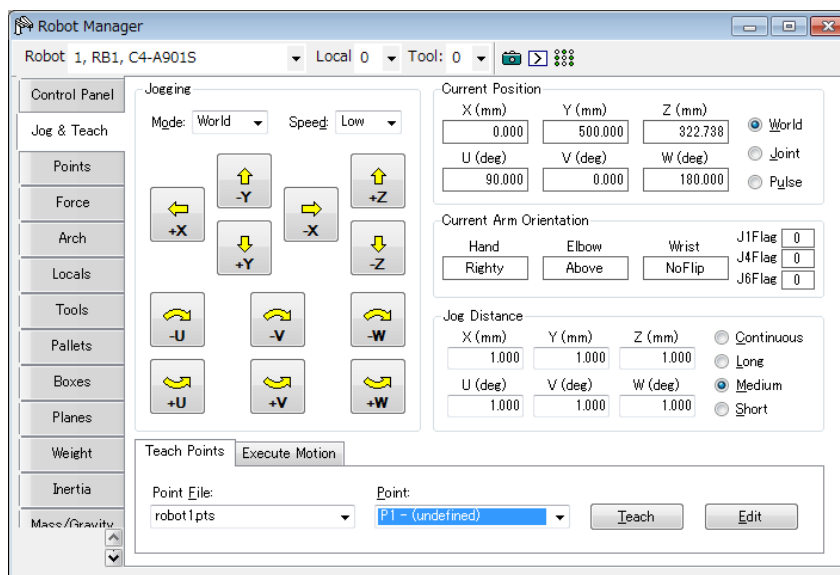 Robot Manager
Robot 1, RB1, C4-A901S Local 0 Tool: 0
Control Panel
Jog & Teach
Points
Force
Arch
Locals
Tools
Pallets
Boxes
Planes
Weight
Inertia
Mass/Gravity
Jogging
Mode: World Speed: Low
-Y
+Z
+X
-X
+Y
-Z
-U -V -W
+U +V +W
Current Position
X (mm) Y (mm) Z (mm)
0.000 500.000 322.738
U (deg) V (deg) W (deg)
90.000 0.000 180.000
World
Joint
Pulse
Current Arm Orientation
Hand Elbow Wrist
Righty Above NoFlip
J1Flag 0
J4Flag 0
J6Flag 0
Jog Distance
X (mm) Y (mm) Z (mm)
1.000 1.000 1.000
U (deg) V (deg) W (deg)
1.000 1.000 1.000
Continuous
Long
Medium
Short
Teach Points Execute Motion
Point File: Point:
robot1.pts P1 - (undefined) Teach Edit